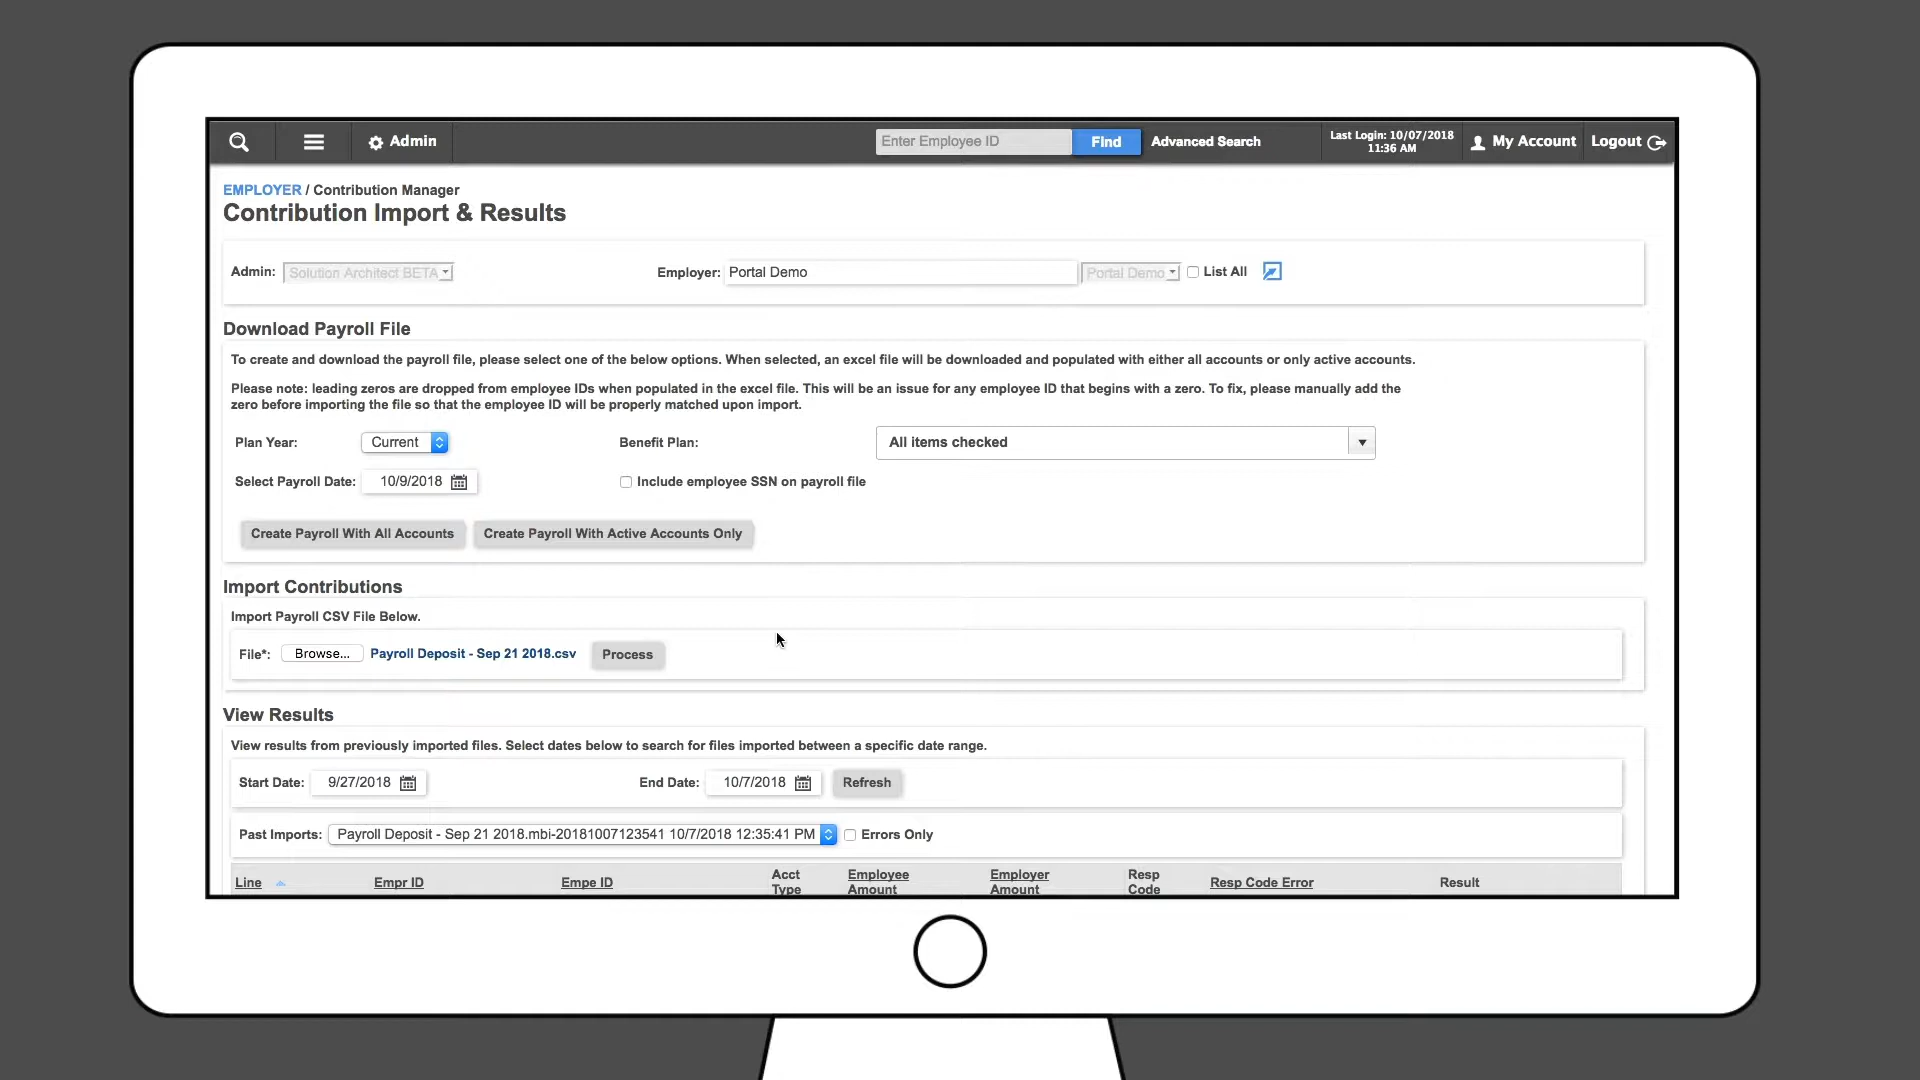 Admin
Enter Employee ID
Find
Advanced Search
Last Login: 10/07/2018
11:36 AM
My Account
Logout
EMPLOYER / Contribution Manager
Contribution Import & Results
Admin: Solution Architect BETA
Employer: Portal Demo
Portal Demo
List All
Download Payroll File
To create and download the payroll file, please select one of the below options. When selected, an excel file will be downloaded and populated with either all accounts or only active accounts.
Please note: leading zeros are dropped from employee IDs when populated in the excel file. This will be an issue for any employee ID that begins with a zero. To fix, please manually add the
zero before importing the file so that the employee ID will be properly matched upon import.
Plan Year: Current
Benefit Plan: All items checked
Select Payroll Date: 10/9/2018
Include employee SSN on payroll file
Create Payroll With All Accounts
Create Payroll With Active Accounts Only
Import Contributions
Import Payroll CSV File Below.
File*: Browse... Payroll Deposit - Sep 21 2018.csv Process
View Results
View results from previously imported files. Select dates below to search for files imported between a specific date range.
Start Date: 9/27/2018
End Date: 10/7/2018
Refresh
Past Imports: Payroll Deposit - Sep 21 2018.mbi-20181007123541 10/7/2018 12:35:41 PM
Errors Only
Line
Empr ID
Empe ID
Acct
Type
Employee
Amount
Employer
Amount
Resp
Code
Resp Code Error
Result